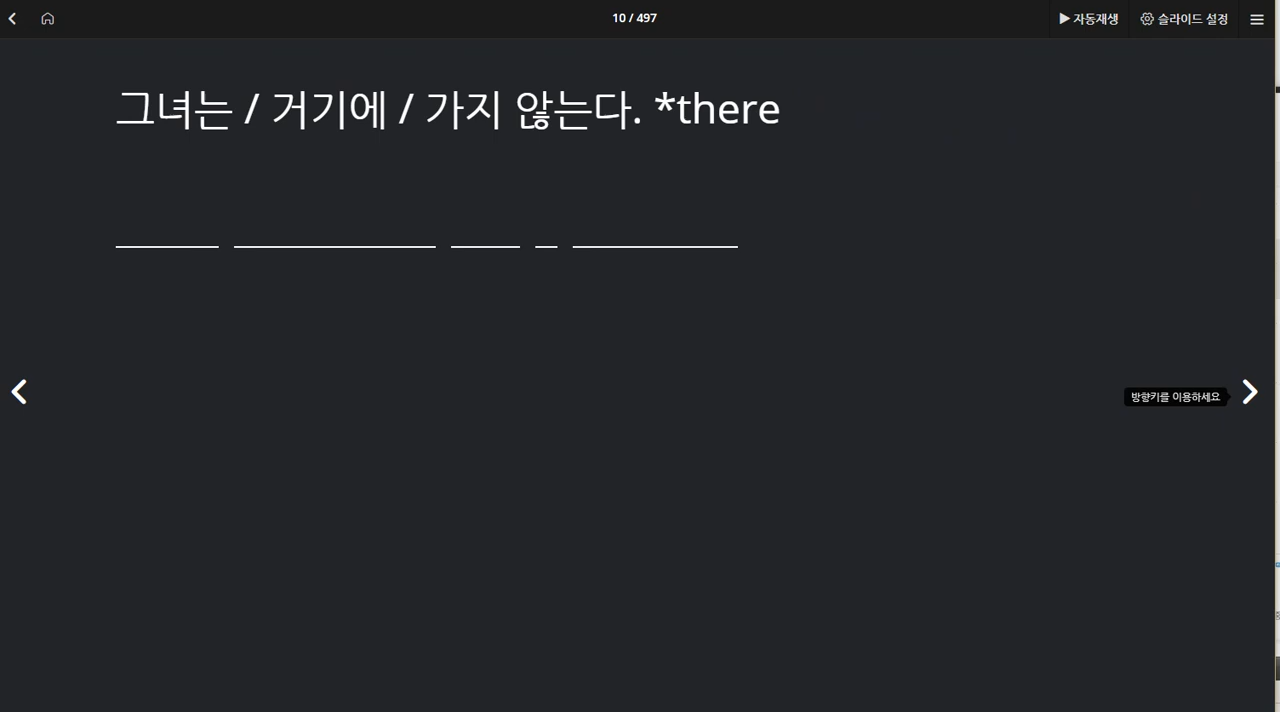 10 / 497
▶ 자동재생
슬라이드 설정
그녀는 / 거기에 / 가지 않는다. *there
방향키를 이용하세요